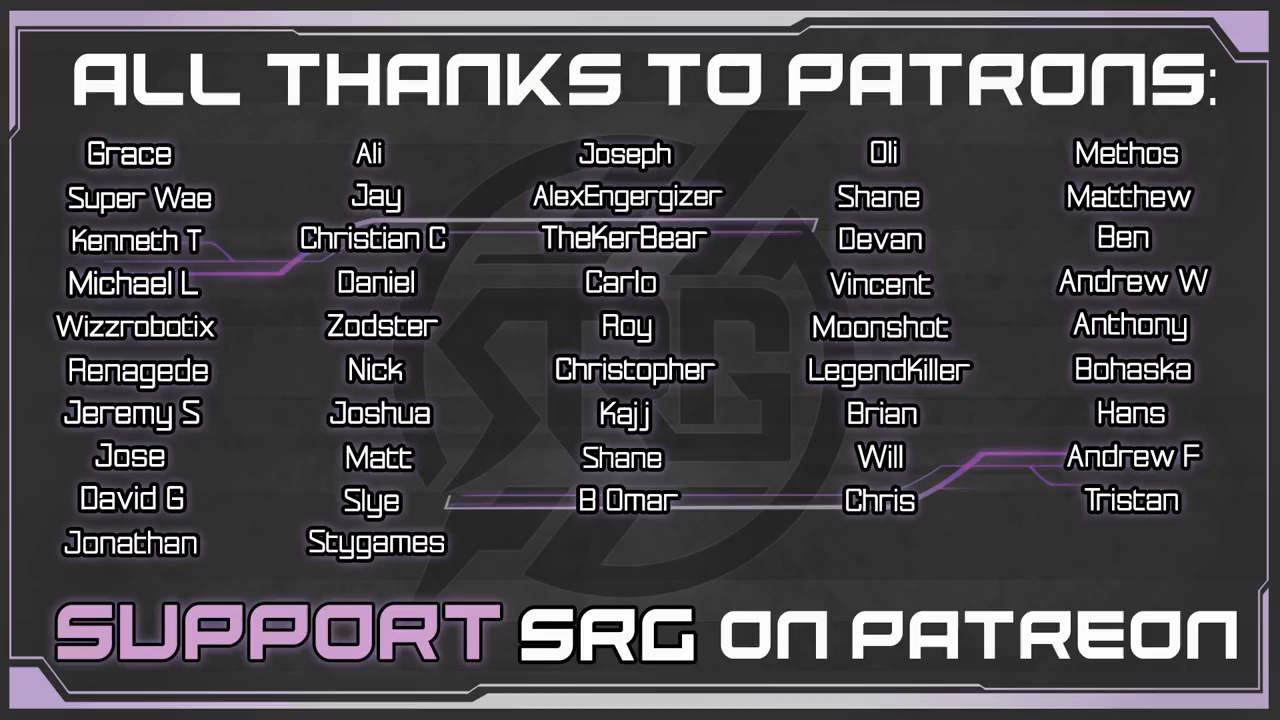 ALL THANKS TO PATRONS:
Grace
Super Wae
Kenneth T
Michael L
Wizzrobotix
Renagede
Jeremy S
Jose
David G
Jonathan
Ali
Jay
Christian C
Daniel
Zodster
Nick
Joshua
Matt
Slye
Stygames
Joseph
AlexEngergizer
TheKerBear
Carlo
Roy
Christopher
Kajj
Shane
B Omar
Oli
Shane
Devan
Vincent
Moonshot
LegendKiller
Brian
Will
Chris
Methos
Matthew
Ben
Andrew W
Anthony
Bohaska
Hans
Andrew F
Tristan
SRG
SUPPORT SRG ON PATREON